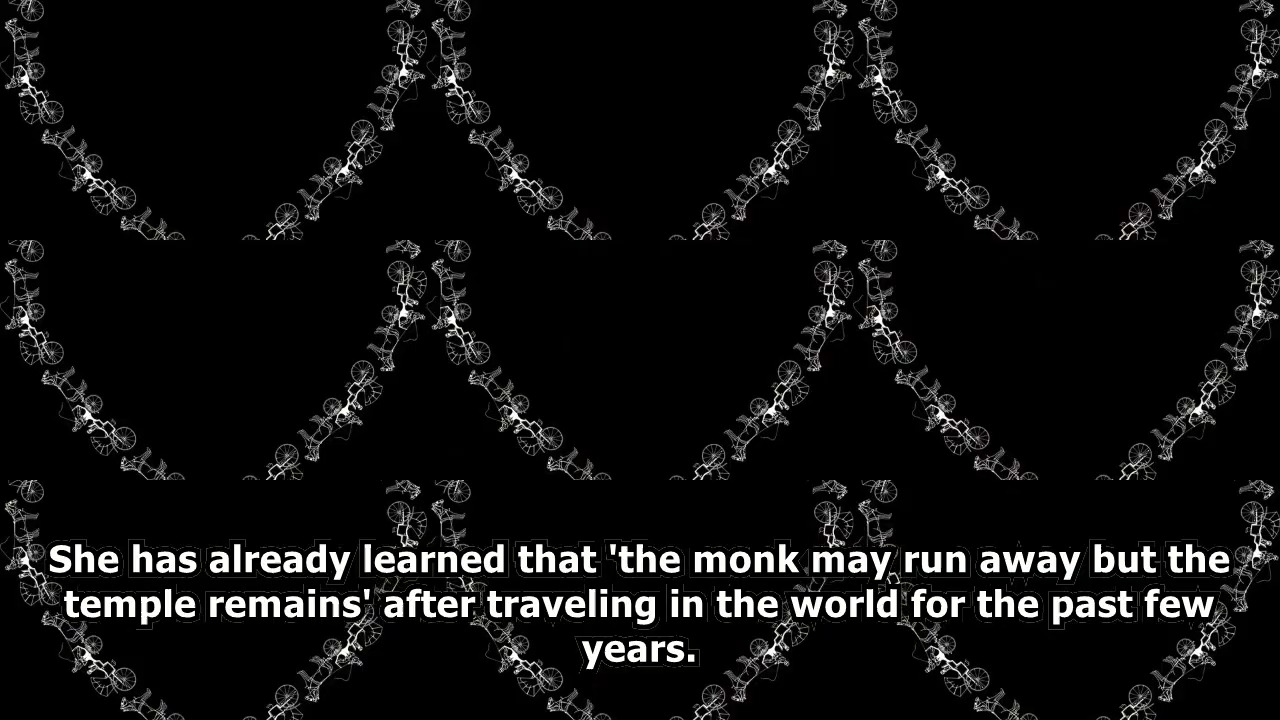 She has already learned that 'the monk may run away but the
temple remains' after traveling in the world for the past few
years.